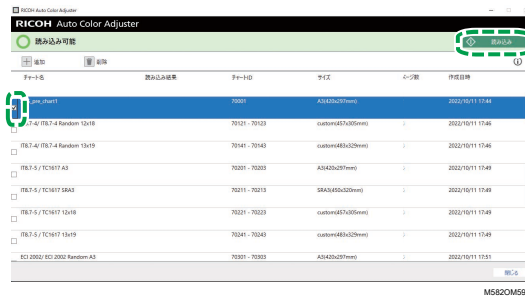 RICOH Auto Color Adjuster
RICOH Auto Color Adjuster
読み込み可能 読み込み
追加 削除
チャート名 読み込み結果 チャートID サイズ ページ数 作成日時
_pre_chart1 70001 A3(420x297mm) 2022/10/11 17:44
IT8.7-4/ IT8.7-4 Random 12x18 70121 - 70123 custom(457x305mm) 2022/10/11 17:46
IT8.7-4/ IT8.7-4 Random 13x19 70141 - 70143 custom(483x329mm) 2022/10/11 17:46
IT8.7-5 / TC1617 A3 70201 - 70203 A3(420x297mm) 2022/10/11 17:49
IT8.7-5 / TC1617 SRA3 70211 - 70213 SRA3(450x320mm) 2022/10/11 17:49
IT8.7-5 / TC1617 12x18 70221 - 70223 custom(457x305mm) 2022/10/11 17:49
IT8.7-5 / TC1617 13x19 70241 - 70243 custom(483x329mm) 2022/10/11 17:49
ECI 2002/ ECI 2002 Random A3 70301 - 70303 A3(420x297mm) 2022/10/11 17:51
閉じる